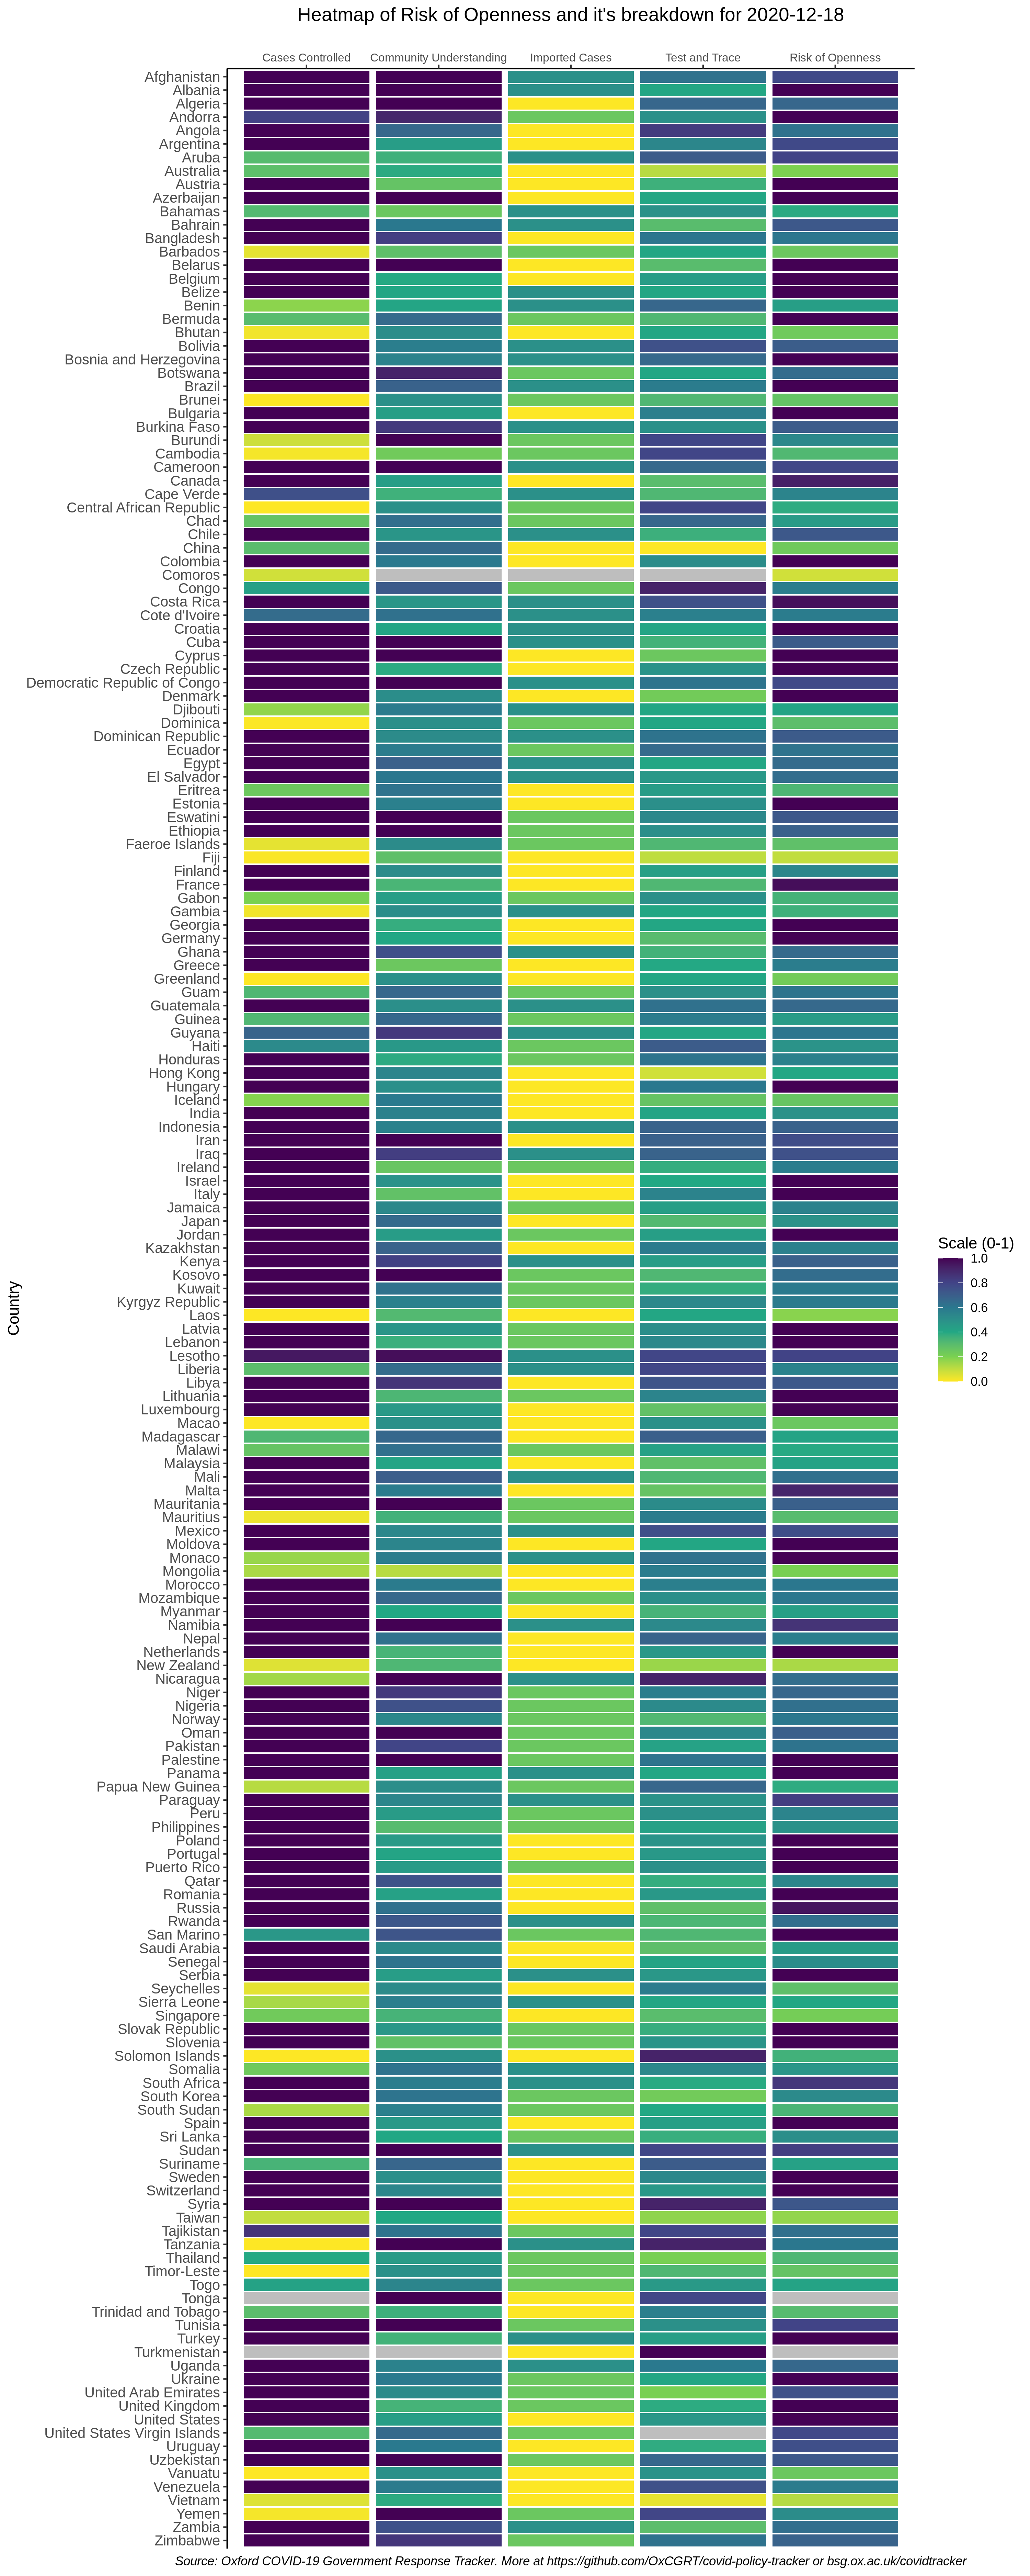 Heatmap of Risk of Openness and it's breakdown for 2020-12-18
Cases Controlled Community Understanding Imported Cases Test and Trace Risk of Openness
Afghanistan
Albania
Algeria
Andorra
Angola
Argentina
Aruba
Australia
Austria
Azerbaijan
Bahamas
Bahrain
Bangladesh
Barbados
Belarus
Belgium
Belize
Benin
Bermuda
Bhutan
Bolivia
Bosnia and Herzegovina
Botswana
Brazil
Brunei
Bulgaria
Burkina Faso
Burundi
Cambodia
Cameroon
Canada
Cape Verde
Central African Republic
Chad
Chile
China
Colombia
Comoros
Congo
Costa Rica
Cote d'Ivoire
Croatia
Cuba
Cyprus
Czech Republic
Democratic Republic of Congo
Denmark
Djibouti
Dominica
Dominican Republic
Ecuador
Egypt
El Salvador
Eritrea
Estonia
Eswatini
Ethiopia
Faeroe Islands
Fiji
Finland
France
Gabon
Gambia
Georgia
Germany
Ghana
Greece
Greenland
Guam
Guatemala
Guinea
Guyana
Haiti
Honduras
Hong Kong
Hungary
Iceland
India
Indonesia
Iran
Iraq
Ireland
Israel
Italy
Jamaica
Japan
Jordan
Kazakhstan
Kenya
Kosovo
Kuwait
Kyrgyz Republic
Laos
Latvia
Lebanon
Lesotho
Liberia
Libya
Lithuania
Luxembourg
Macao
Madagascar
Malawi
Malaysia
Mali
Malta
Mauritania
Mauritius
Mexico
Moldova
Monaco
Mongolia
Morocco
Mozambique
Myanmar
Namibia
Nepal
Netherlands
New Zealand
Nicaragua
Niger
Nigeria
Norway
Oman
Pakistan
Palestine
Panama
Papua New Guinea
Paraguay
Peru
Philippines
Poland
Portugal
Puerto Rico
Qatar
Romania
Russia
Rwanda
San Marino
Saudi Arabia
Senegal
Serbia
Seychelles
Sierra Leone
Singapore
Slovak Republic
Slovenia
Solomon Islands
Somalia
South Africa
South Korea
South Sudan
Spain
Sri Lanka
Sudan
Suriname
Sweden
Switzerland
Syria
Taiwan
Tajikistan
Tanzania
Thailand
Timor-Leste
Togo
Tonga
Trinidad and Tobago
Tunisia
Turkey
Turkmenistan
Uganda
Ukraine
United Arab Emirates
United Kingdom
United States
United States Virgin Islands
Uruguay
Uzbekistan
Vanuatu
Venezuela
Vietnam
Yemen
Zambia
Zimbabwe
Country
Scale (0-1)
1.0
0.8
0.6
0.4
0.2
0.0
Source: Oxford COVID-19 Government Response Tracker. More at https://github.com/OxCGRT/covid-policy-tracker or bsg.ox.ac.uk/covidtracker